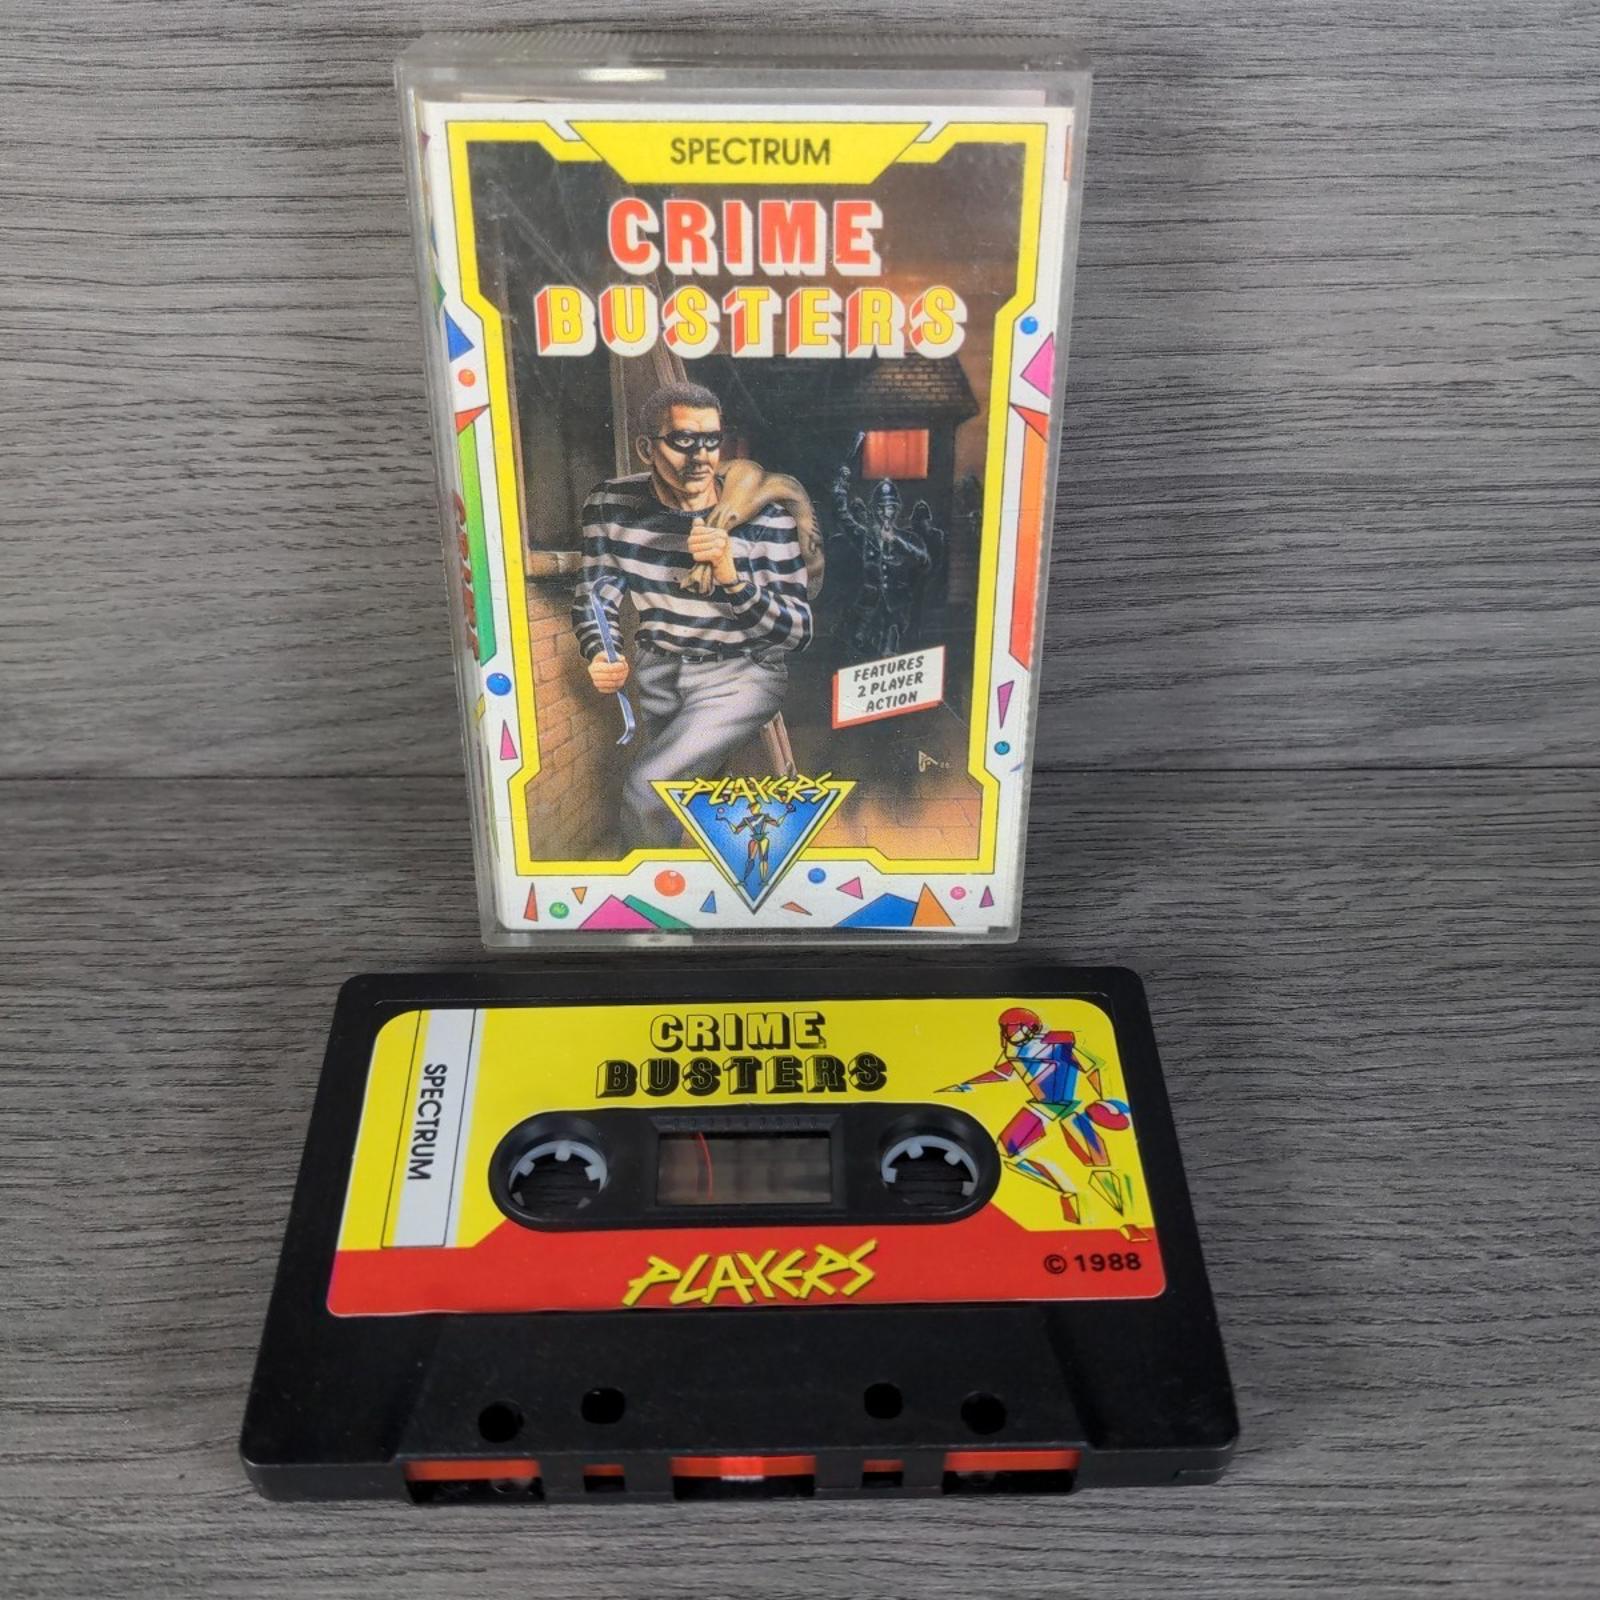 SPECTRUM
CRIME
BUSTERS
FEATURES
2 PLAYER
ACTION
PLAYERS
CRIME
BUSTERS
SPECTRUM
PLAYERS
© 1988